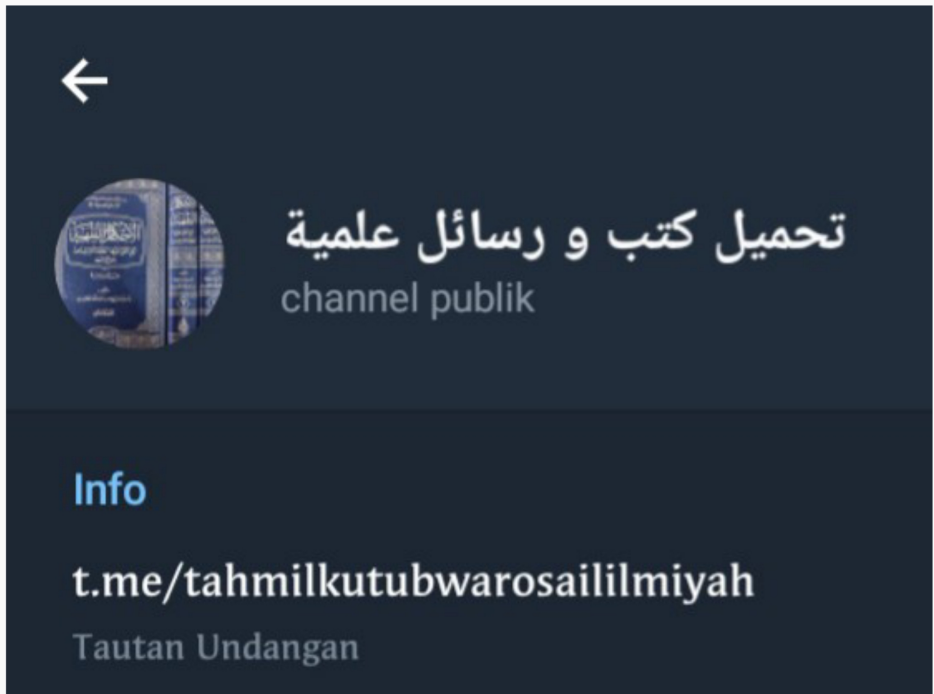 تحميل كتب و رسائل علمية
channel publik
Info
t.me/tahmilkutubwarosaililmiyah
Tautan Undangan